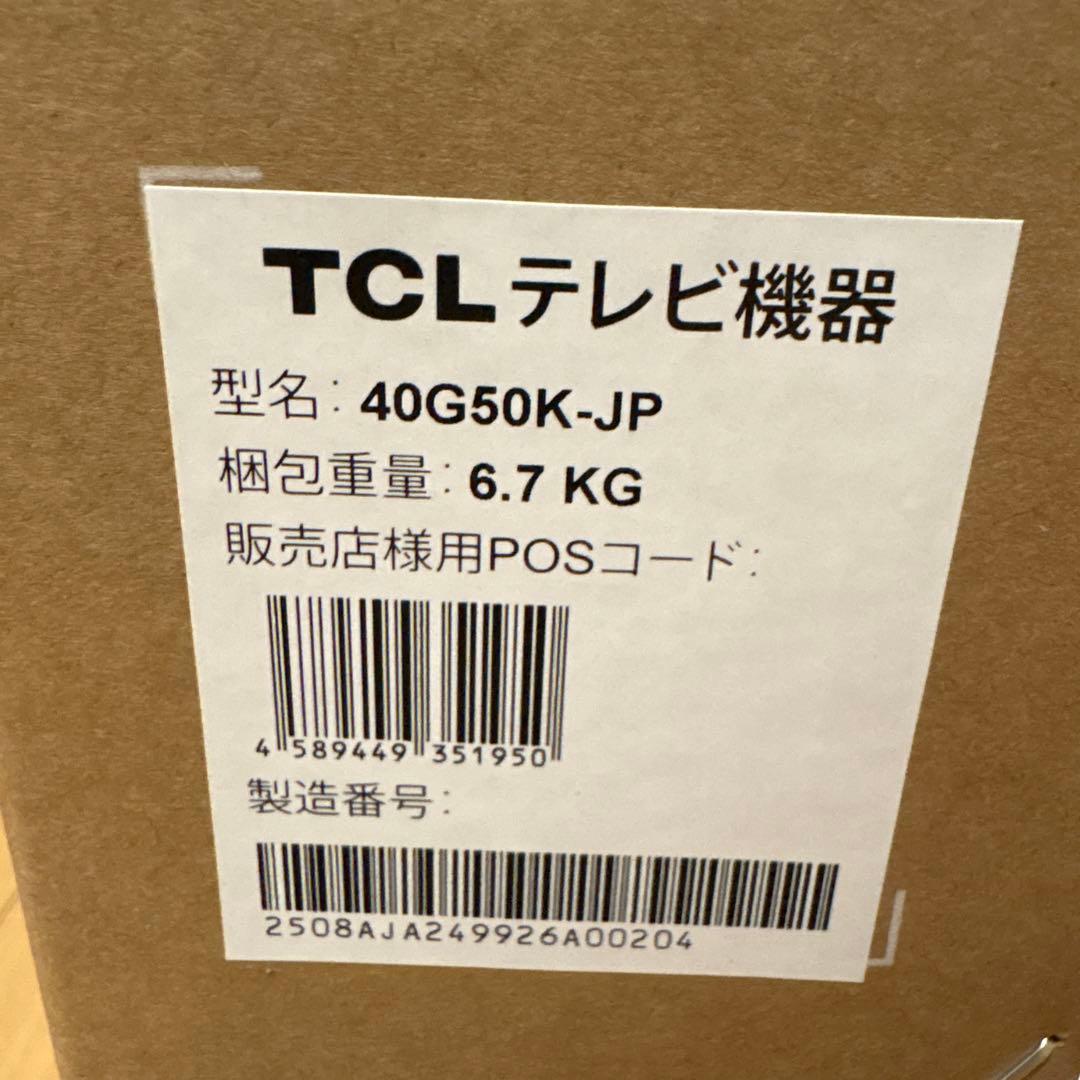 TCLテレビ機器
型名: 40G50K-JP
梱包重量: 6.7 KG
販売店様用POSコード:
4 589449 351950
製造番号:
2508AJA249926A00204